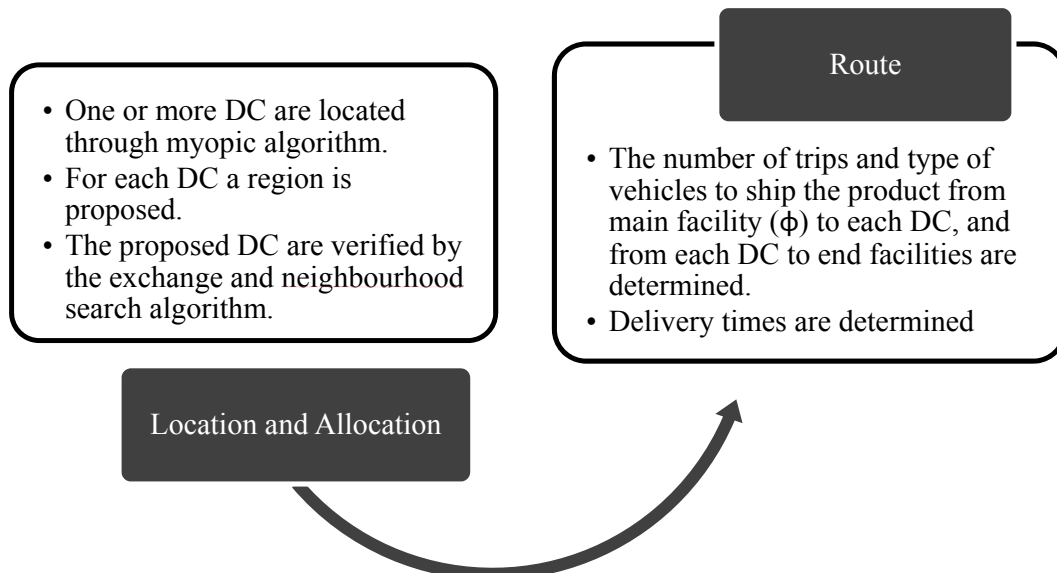 • One or more DC are located
through myopic algorithm.
• For each DC a region is
proposed.
• The proposed DC are verified by
the exchange and neighbourhood
search algorithm.
Location and Allocation
Route
• The number of trips and type of
vehicles to ship the product from
main facility (ϕ) to each DC, and
from each DC to end facilities are
determined.
• Delivery times are determined